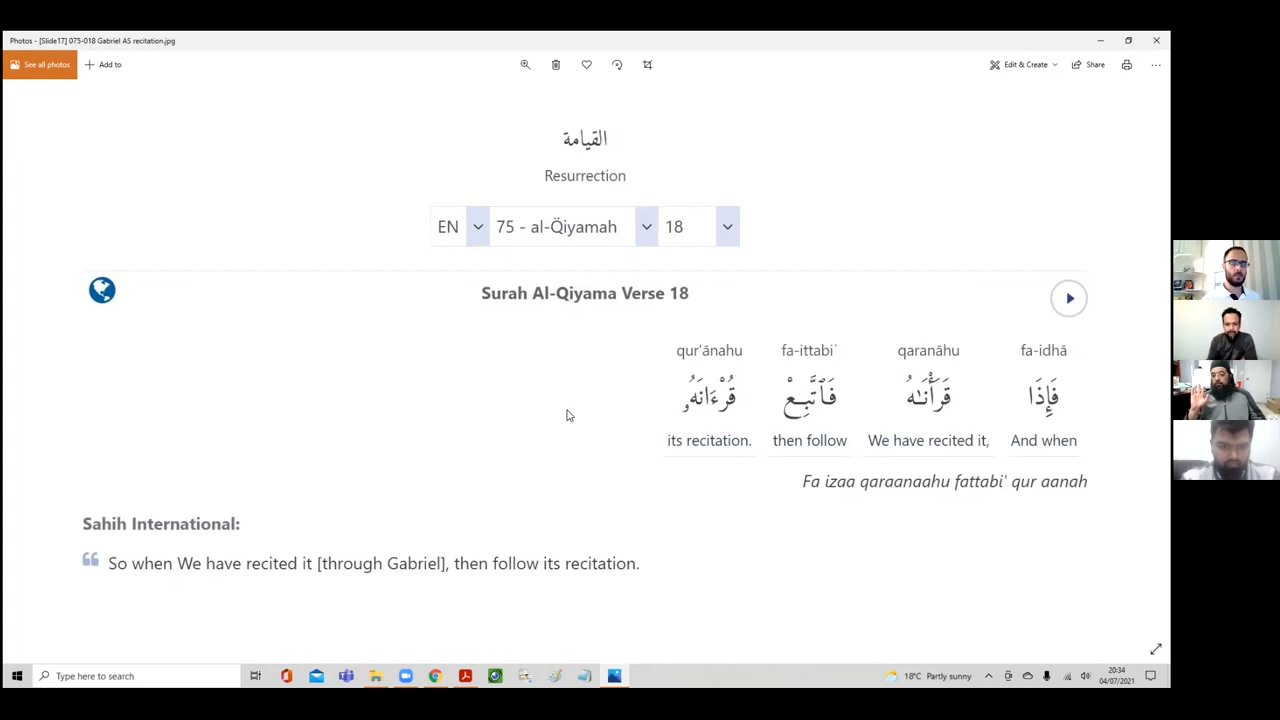 Photos - [Slide17] 075-018 Gabriel AS recitation.jpg
See all photos
Add to
Edit & Create
Share
القيامة
Resurrection
EN 75 - al-Q̈iyamah 18
Surah Al-Qiyama Verse 18
qur'ānahu fa-ittabiʿ qaranāhu fa-idhā
فَإِذَا قَرَأْنَـٰهُ فَٱتَّبِعْ قُرْءَانَهُۥ
its recitation. then follow We have recited it, And when
Fa izaa qaraanaahu fattabi' qur aanah
Sahih International:
So when We have recited it [through Gabriel], then follow its recitation.
Type here to search
18°C Partly sunny
20:34
04/07/2021